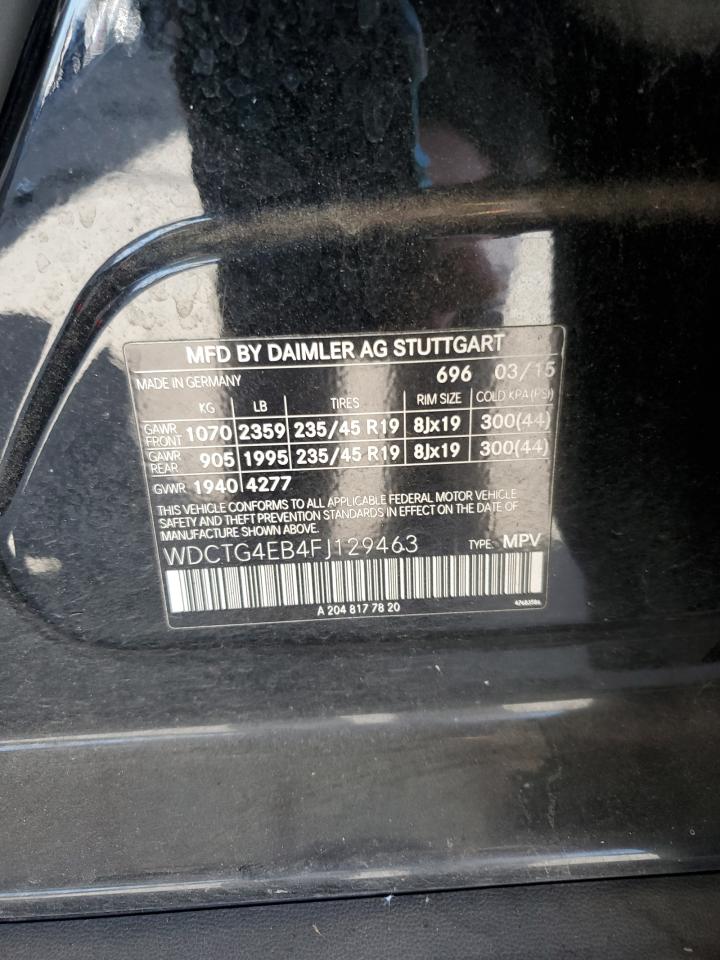 MFD BY DAIMLER AG STUTTGART
MADE IN GERMANY 696 03/15
KG LB TIRES RIM SIZE COLD KPA(PSI)
GAWR FRONT 1070 2359 235/45 R19 8Jx19 300(44)
GAWR REAR 905 1995 235/45 R19 8Jx19 300(44)
GVWR 1940 4277
THIS VEHICLE CONFORMS TO ALL APPLICABLE FEDERAL MOTOR VEHICLE
SAFETY AND THEFT PREVENTION STANDARDS IN EFFECT ON THE DATE OF
MANUFACTURE SHOWN ABOVE.
WDCTG4EB4FJ129463 TYPE: MPV
A 204 817 78 20